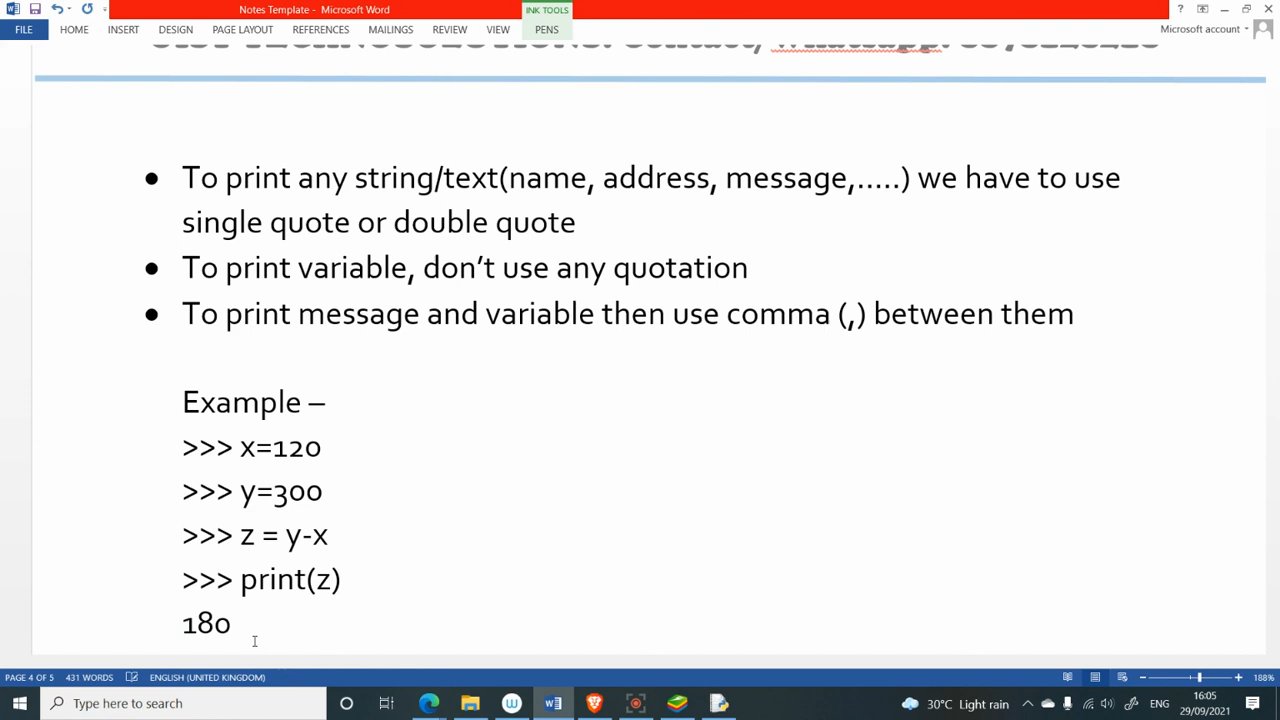 Notes Template - Microsoft Word
INK TOOLS
FILE HOME INSERT DESIGN PAGE LAYOUT REFERENCES MAILINGS REVIEW VIEW PENS
Microsoft account
● To print any string/text(name, address, message,.....) we have to use
single quote or double quote
● To print variable, don’t use any quotation
● To print message and variable then use comma (,) between them
Example –
>>> x=120
>>> y=300
>>> z = y-x
>>> print(z)
180
PAGE 4 OF 5 431 WORDS ENGLISH (UNITED KINGDOM) 188%
Type here to search
30°C Light rain
ENG
16:05
29/09/2021